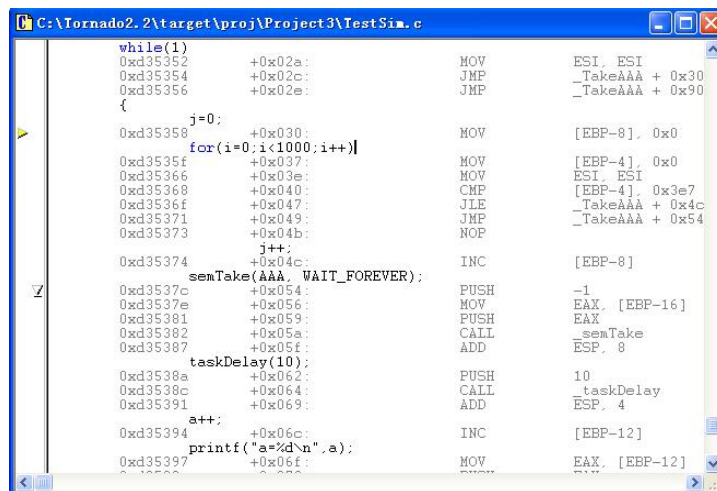 C:\Tornado2.2\target\proj\Project3\TestSim.c
while(1)
0xd35352 +0x02a: MOV ESI, ESI
0xd35354 +0x02c: JMP _TakeAAA + 0x30
0xd35356 +0x02e: JMP _TakeAAA + 0x90
{
j=0;
0xd35358 +0x030: MOV [EBP-8], 0x0
for(i=0;i<1000;i++)
0xd3535f +0x037: MOV [EBP-4], 0x0
0xd35366 +0x03e: MOV ESI, ESI
0xd35368 +0x040: CMP [EBP-4], 0x3e7
0xd3536f +0x047: JLE _TakeAAA + 0x4c
0xd35371 +0x049: JMP _TakeAAA + 0x54
0xd35373 +0x04b: NOP
j++;
0xd35374 +0x04c: INC [EBP-8]
semTake(AAA, WAIT_FOREVER);
0xd3537c +0x054: PUSH -1
0xd3537e +0x056: MOV EAX, [EBP-16]
0xd35381 +0x059: PUSH EAX
0xd35382 +0x05a: CALL _semTake
0xd35387 +0x05f: ADD ESP, 8
taskDelay(10);
0xd3538a +0x062: PUSH 10
0xd3538c +0x064: CALL _taskDelay
0xd35391 +0x069: ADD ESP, 4
a++;
0xd35394 +0x06c: INC [EBP-12]
printf("a=%d\n",a);
0xd35397 +0x06f: MOV EAX, [EBP-12]